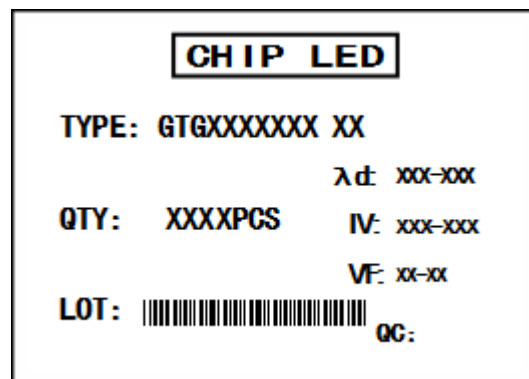 CHIP LED
TYPE: GTGXXXXXXX XX
λd: XXX-XXX
QTY: XXXXPCS IV: XXX-XXX
VF: XX-XX
LOT:
QC: